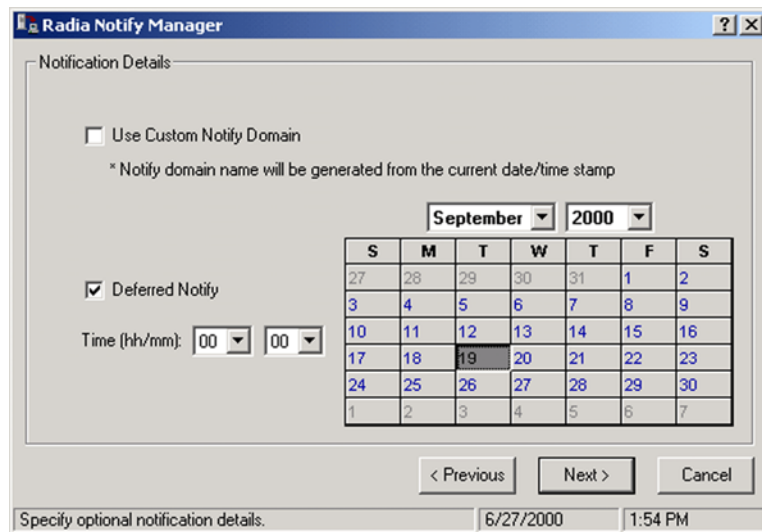 Radia Notify Manager
Notification Details
Use Custom Notify Domain
* Notify domain name will be generated from the current date/time stamp
September 2000
S M T W T F S
27 28 29 30 31 1 2
3 4 5 6 7 8 9
10 11 12 13 14 15 16
17 18 19 20 21 22 23
24 25 26 27 28 29 30
1 2 3 4 5 6 7
Deferred Notify
Time (hh/mm): 00 00
< Previous Next > Cancel
Specify optional notification details. 6/27/2000 1:54 PM